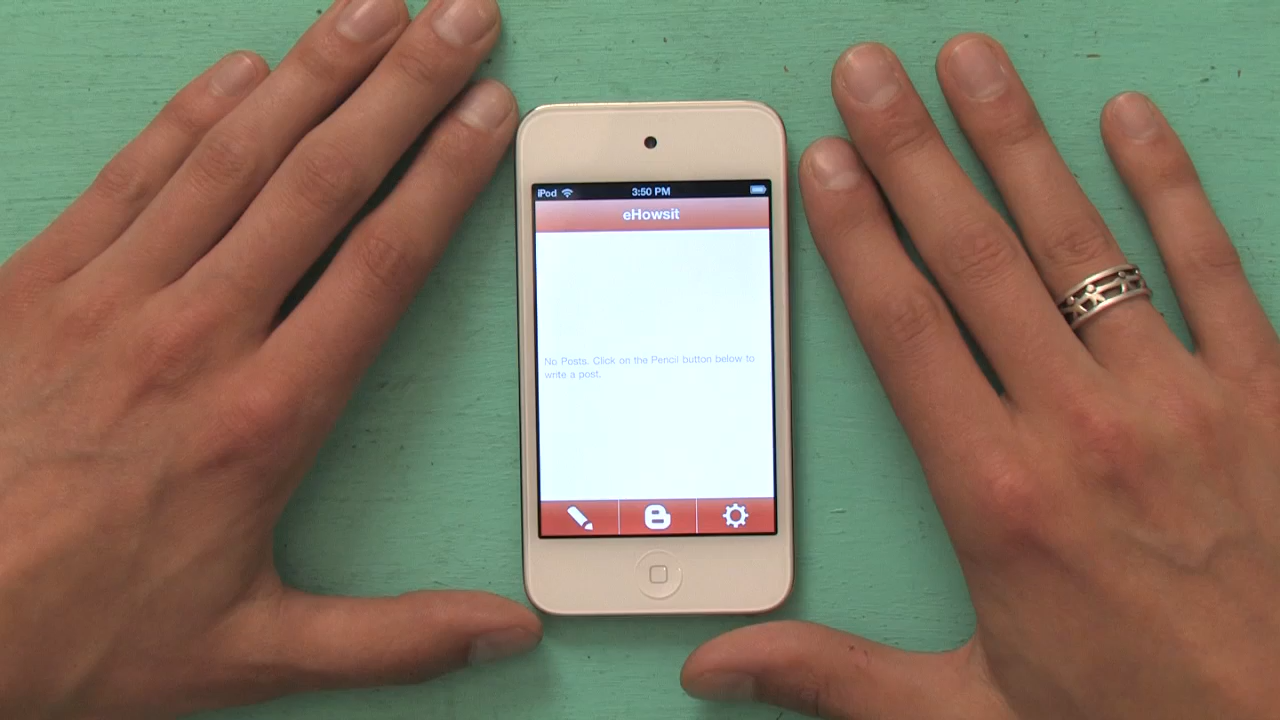 iPod 3:50 PM
eHowsit
No Posts. Click on the Pencil button below to
write a post.